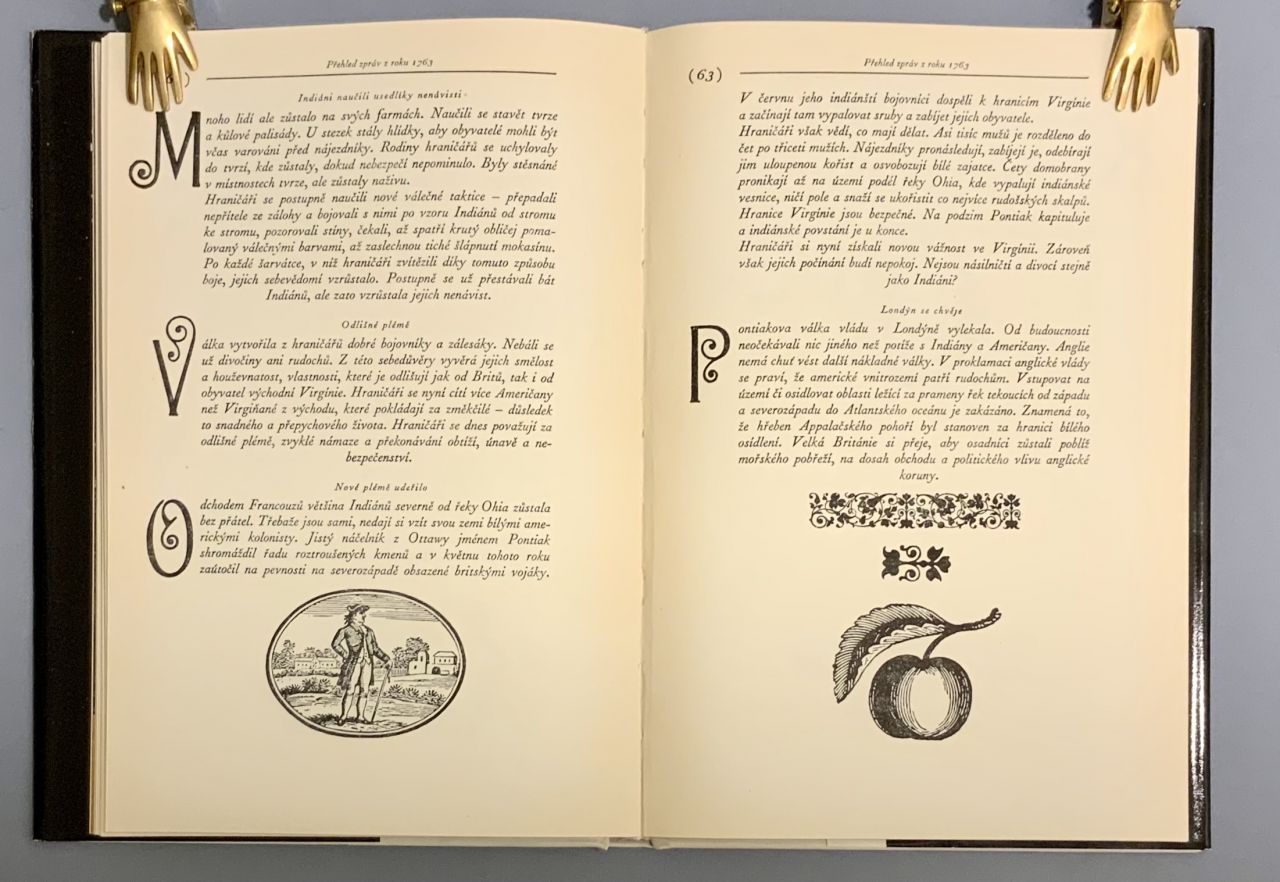 Přehled zpráv z roku 1763
Indiáni naučili usedlíky nenávisti
Mnoho lidí ale zůstalo na svých farmách. Naučili se stavět tvrze
a kůlové palisády. U stezek stály hlídky, aby obyvatelé mohli být
včas varováni před nájezdníky. Rodiny hraničářů se uchylovaly
do tvrzí, kde zůstaly, dokud nebezpečí nepominulo. Byly stěsnáné
v místnostech tvrze, ale zůstaly naživu.
Hraničáři se postupně naučili nové válečné taktice – přepadali
nepřítele ze zálohy a bojovali s nimi po vzoru Indiánů od stromu
ke stromu, pozorovali stíny, čekali, až spatří krutý obličej poma-
lovaný válečnými barvami, až zaslechnou tiché šlápnutí mokasínu.
Po každé šarvátce, v níž hraničáři zvítězili díky tomuto způsobu
boje, jejich sebevědomí vzrůstalo. Postupně se už přestávali bát
Indiánů, ale zato vzrůstala jejich nenávist.
Odlišné plémě
Válka vytvořila z hraničářů dobré bojovníky a zálesáky. Nebáli se
už divočiny ani rudochů. Z této sebedůvěry vyvěrá jejich smělost
a houževnatost, vlastnosti, které je odlišují jak od Britů, tak i od
obyvatel východní Virgínie. Hraničáři se nyní cítí více Američany
než Virgiňané z východu, které pokládají za změkčilé – důsledek
to snadného a přepychového života. Hraničáři se dnes považují za
odlišné plémě, zvyklé námaze a překonávání obtíží, únavě a ne-
bezpečenství.
Nové plémě udeřilo
Odchodem Francouzů většina Indiánů severně od řeky Ohia zůstala
bez přátel. Třebaže jsou sami, nedají si vzít svou zemi bílými ame-
rickými kolonisty. Jistý náčelník z Ottawy jménem Pontiak
shromáždil řadu roztroušených kmenů a v květnu tohoto roku
zaútočil na pevnosti na severozápadě obsazené britskými vojáky.
(63)
Přehled zpráv z roku 1763
V červnu jeho indiánští bojovníci dospěli k hranicím Virgínie
a začínají tam vypalovat sruby a zabíjet jejich obyvatele.
Hraničáři však vědí, co mají dělat. Asi tisíc mužů je rozděleno do
čet po třiceti mužích. Nájezdníky pronásledují, zabíjejí je, odebírají
jim uloupenou kořist a osvobozují bílé zajatce. Čety domobrany
pronikají až na území podél řeky Ohia, kde vypalují indiánské
vesnice, ničí pole a snaží se ukořistit co nejvíce rudošských skalpů.
Hranice Virgínie jsou bezpečné. Na podzim Pontiak kapituluje
a indiánské povstání je u konce.
Hraničáři si nyní získali novou vážnost ve Virgínii. Zároveň
však jejich počínání budí nepokoj. Nejsou násilničtí a divocí stejně
jako Indiáni?
Londýn se chvěje
Pontiakova válka vládu v Londýně vylekala. Od budoucnosti
neočekávali nic jiného než potíže s Indiány a Američany. Anglie
nemá chuť vést další nákladné války. V proklamaci anglické vlády
se praví, že americké vnitrozemí patří rudochům. Vstupovat na
území či osidlovat oblasti ležící za prameny řek tekoucích od západu
a severozápadu do Atlantského oceánu je zakázáno. Znamená to,
že hřeben Appalačského pohoří byl stanoven za hranici bílého
osídlení. Velká Británie si přeje, aby osadníci zůstali poblíž
mořského pobřeží, na dosah obchodu a politického vlivu anglické
koruny.